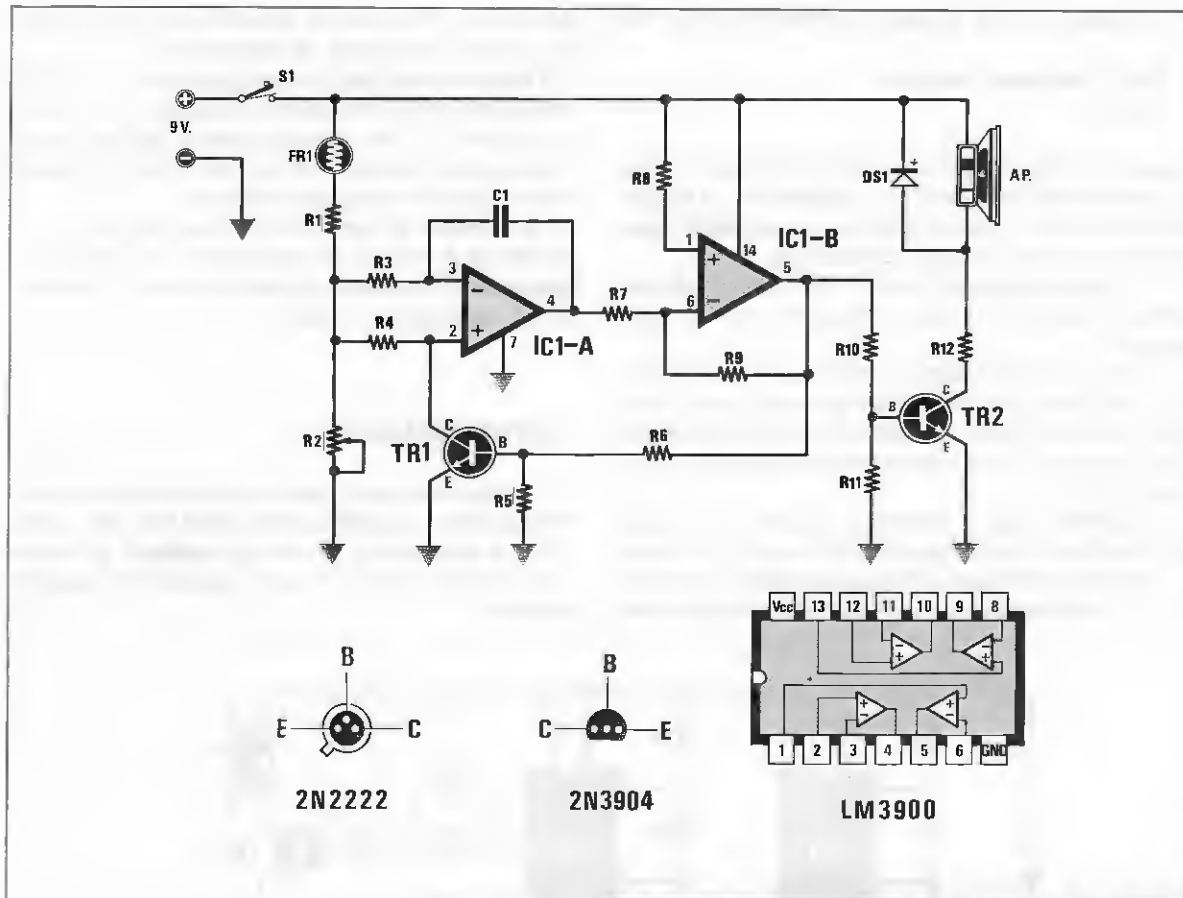 S1
+
9 V.
-
FR1
R1
C1
R3
3
-
4
R4
2
+
7
IC1-A
R2
TR1
C
B
E
R5
R6
R7
R8
1
+
14
IC1-B
5
6
-
R9
R10
R11
B
C
E
TR2
R12
DS1
+
A.P.
B
E
C
2N2222
B
C
E
2N3904
Vcc 13 12 11 10 9 8
- + - +
+ - + -
1 2 3 4 5 6 GND
LM3900